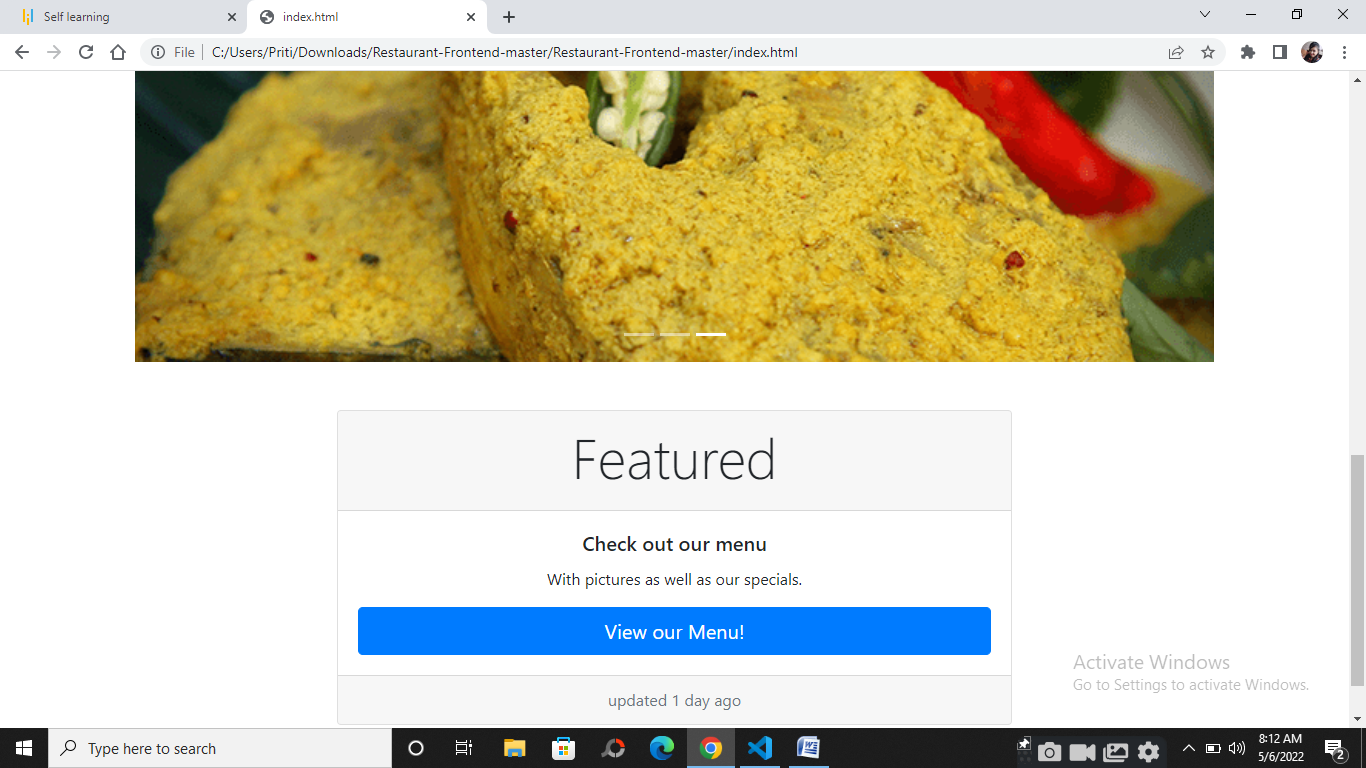 Self learning
index.html
File
C:/Users/Priti/Downloads/Restaurant-Frontend-master/Restaurant-Frontend-master/index.html
Featured
Check out our menu
With pictures as well as our specials.
View our Menu!
updated 1 day ago
Activate Windows
Go to Settings to activate Windows.
Type here to search
8:12 AM
5/6/2022
2